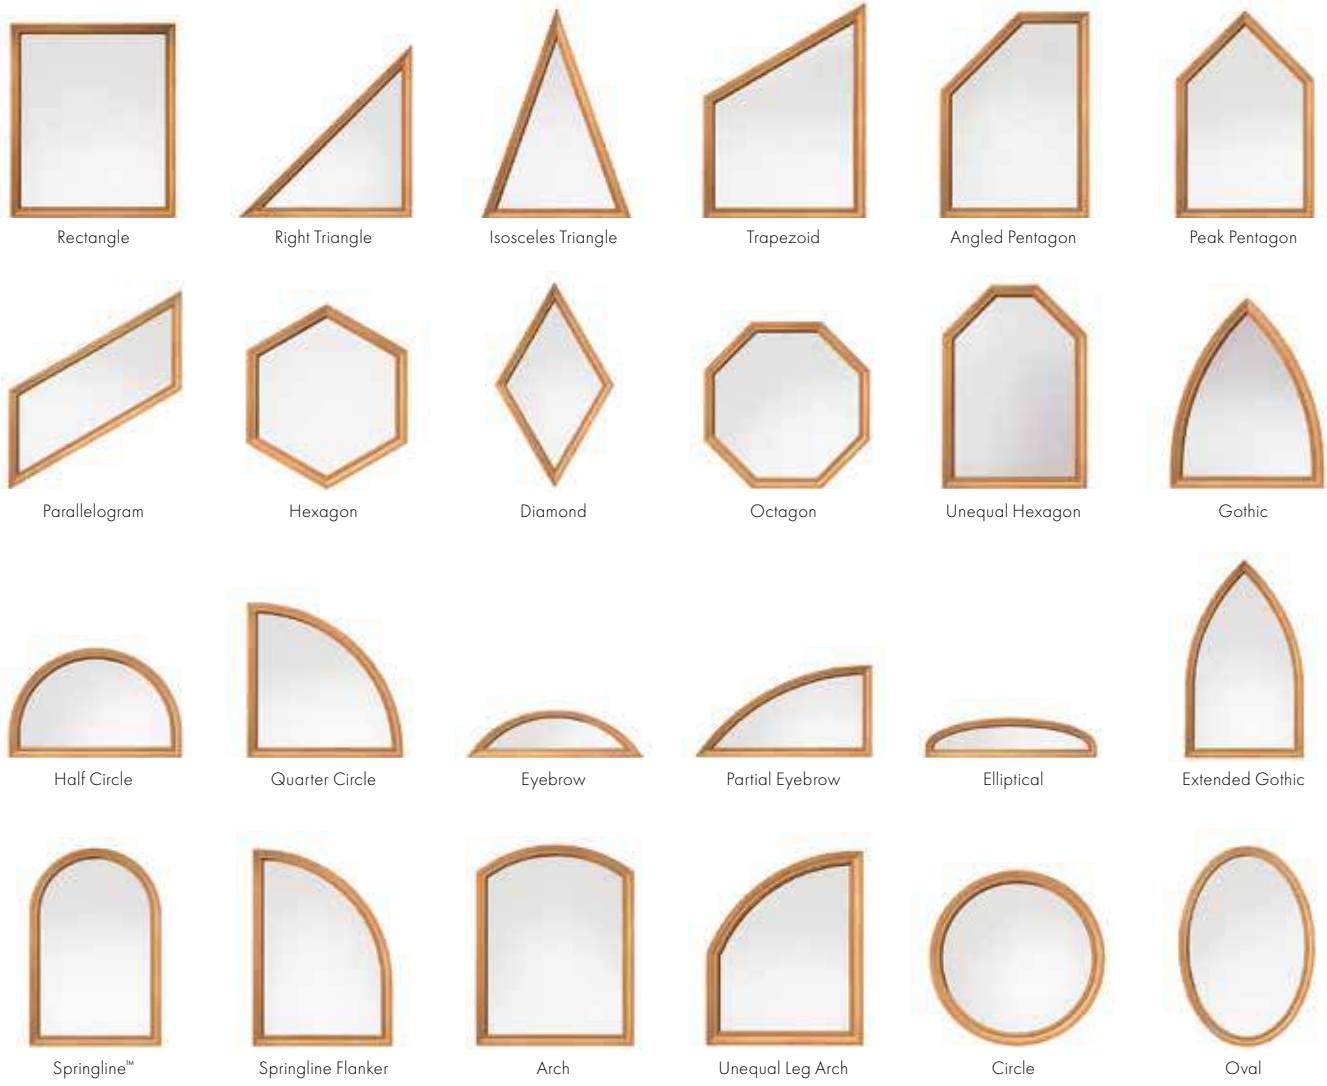 Rectangle
Right Triangle
Isosceles Triangle
Trapezoid
Angled Pentagon
Peak Pentagon
Parallelogram
Hexagon
Diamond
Octagon
Unequal Hexagon
Gothic
Half Circle
Quarter Circle
Eyebrow
Partial Eyebrow
Elliptical
Extended Gothic
Springline™
Springline Flanker
Arch
Unequal Leg Arch
Circle
Oval